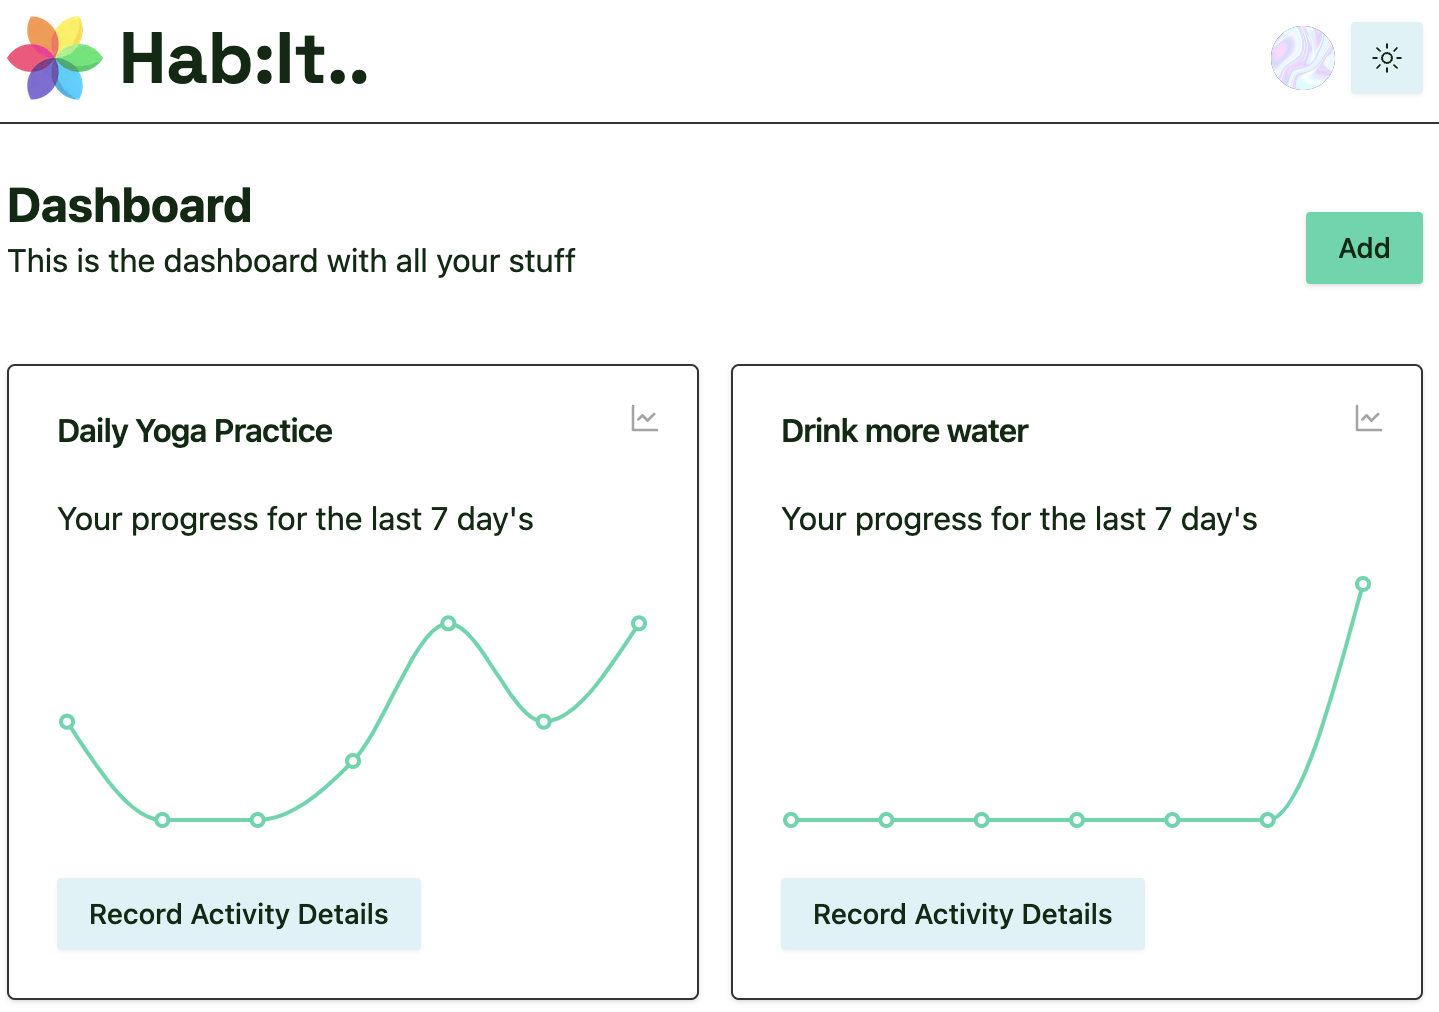 Hab:It..
Dashboard
This is the dashboard with all your stuff
Add
Daily Yoga Practice
Your progress for the last 7 day's
Record Activity Details
Drink more water
Your progress for the last 7 day's
Record Activity Details